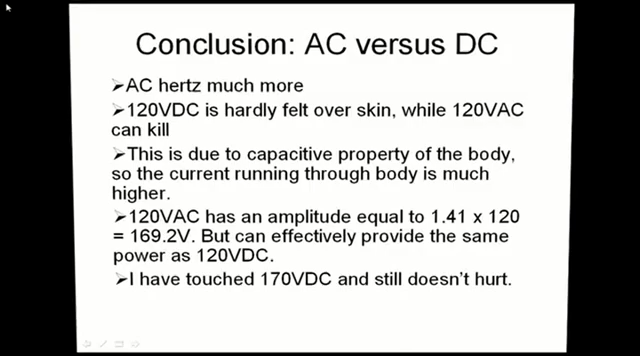 Conclusion: AC versus DC
➢AC hertz much more
➢120VDC is hardly felt over skin, while 120VAC
can kill
➢This is due to capacitive property of the body,
so the current running through body is much
higher.
➢120VAC has an amplitude equal to 1.41 x 120
= 169.2V. But can effectively provide the same
power as 120VDC.
➢I have touched 170VDC and still doesn't hurt.